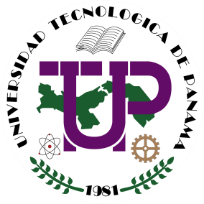 UNIVERSIDAD TECNOLOGICA DE PANAMA
UTP
1981